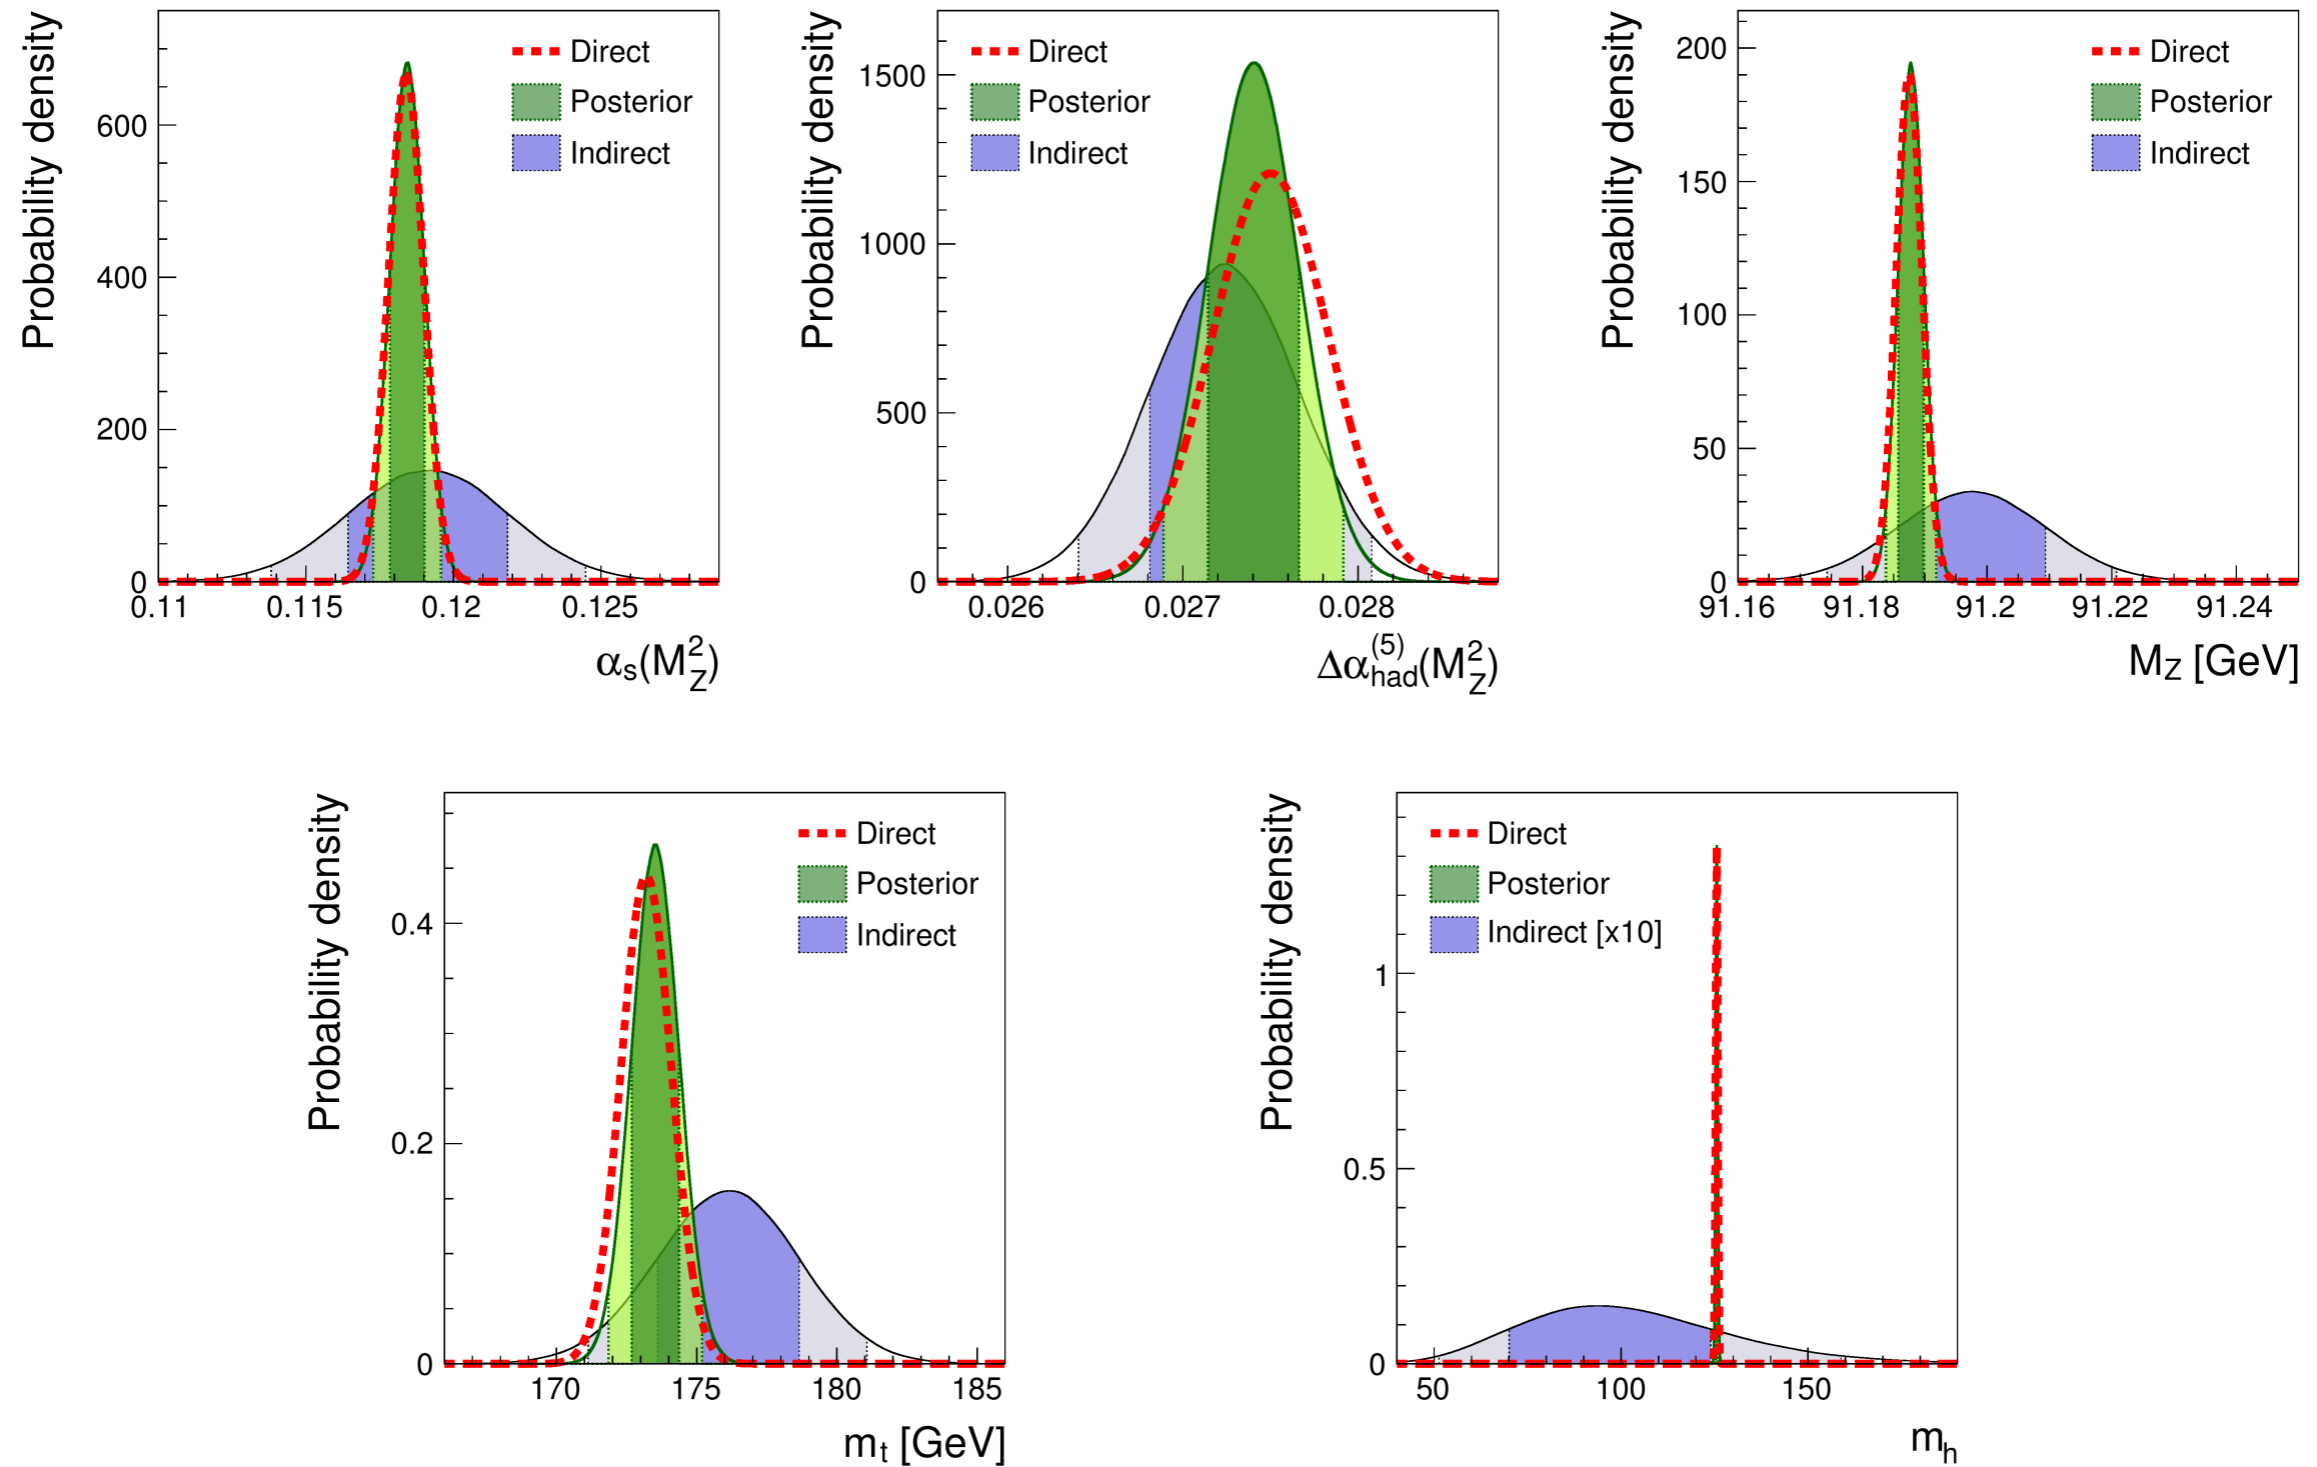 Probability density
600
400
200
0
0.11
0.115
0.12
0.125
Direct
Posterior
Indirect
αs(M²Z)
Probability density
1500
1000
500
0
0.026
0.027
0.028
Direct
Posterior
Indirect
Δα(5)had(M²Z)
Probability density
200
150
100
50
0
91.16
91.18
91.2
91.22
91.24
Direct
Posterior
Indirect
MZ [GeV]
Probability density
0.4
0.2
0
170
175
180
185
Direct
Posterior
Indirect
mt [GeV]
Probability density
1
0.5
0
50
100
150
Direct
Posterior
Indirect [x10]
mh